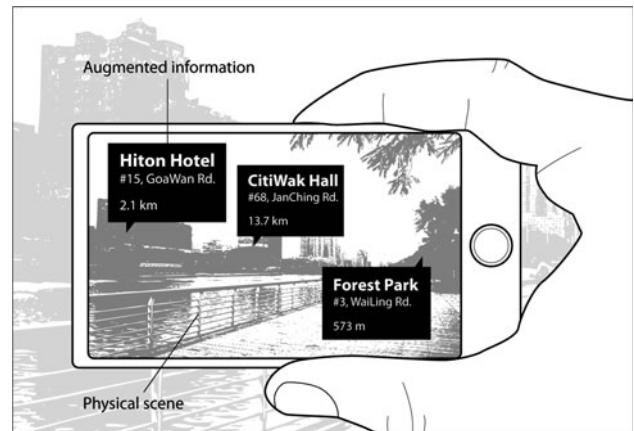 Augmented information
Hiton Hotel
#15, GoaWan Rd.
2.1 km
CitiWak Hall
#68, JanChing Rd.
13.7 km
Forest Park
#3, WaiLing Rd.
573 m
Physical scene